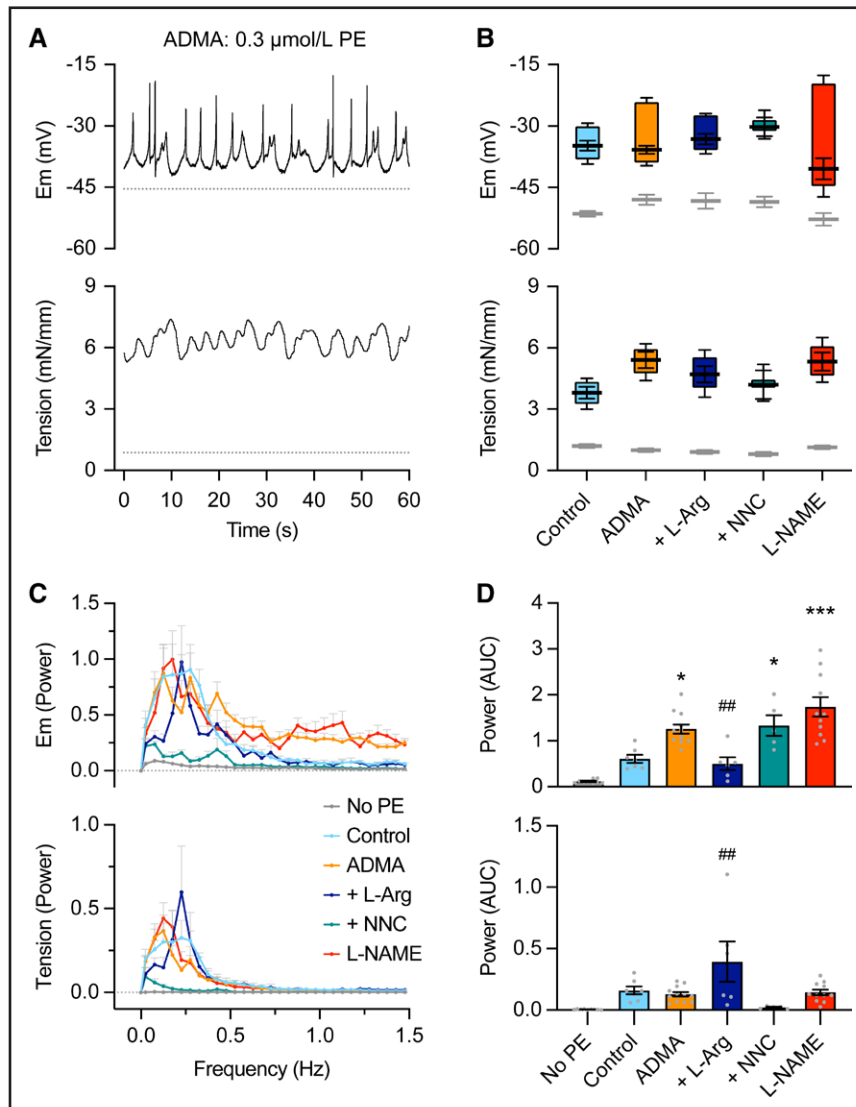 A
ADMA: 0.3 μmol/L PE
-15
-30
-45
-60
Em (mV)
9
6
3
0
Tension (mN/mm)
0 10 20 30 40 50 60
Time (s)
B
-15
-30
-45
-60
Em (mV)
9
6
3
0
Tension (mN/mm)
Control
ADMA
+ L-Arg
+ NNC
L-NAME
C
1.5
1.0
0.5
0.0
Em (Power)
No PE
Control
ADMA
+ L-Arg
+ NNC
L-NAME
1.0
0.5
0.0
Tension (Power)
0.0 0.5 1.0 1.5
Frequency (Hz)
D
4
3
2
1
0
Power (AUC)
*
##
*
***
1.5
1.0
0.5
0.0
Power (AUC)
##
No PE
Control
ADMA
+ L-Arg
+ NNC
L-NAME